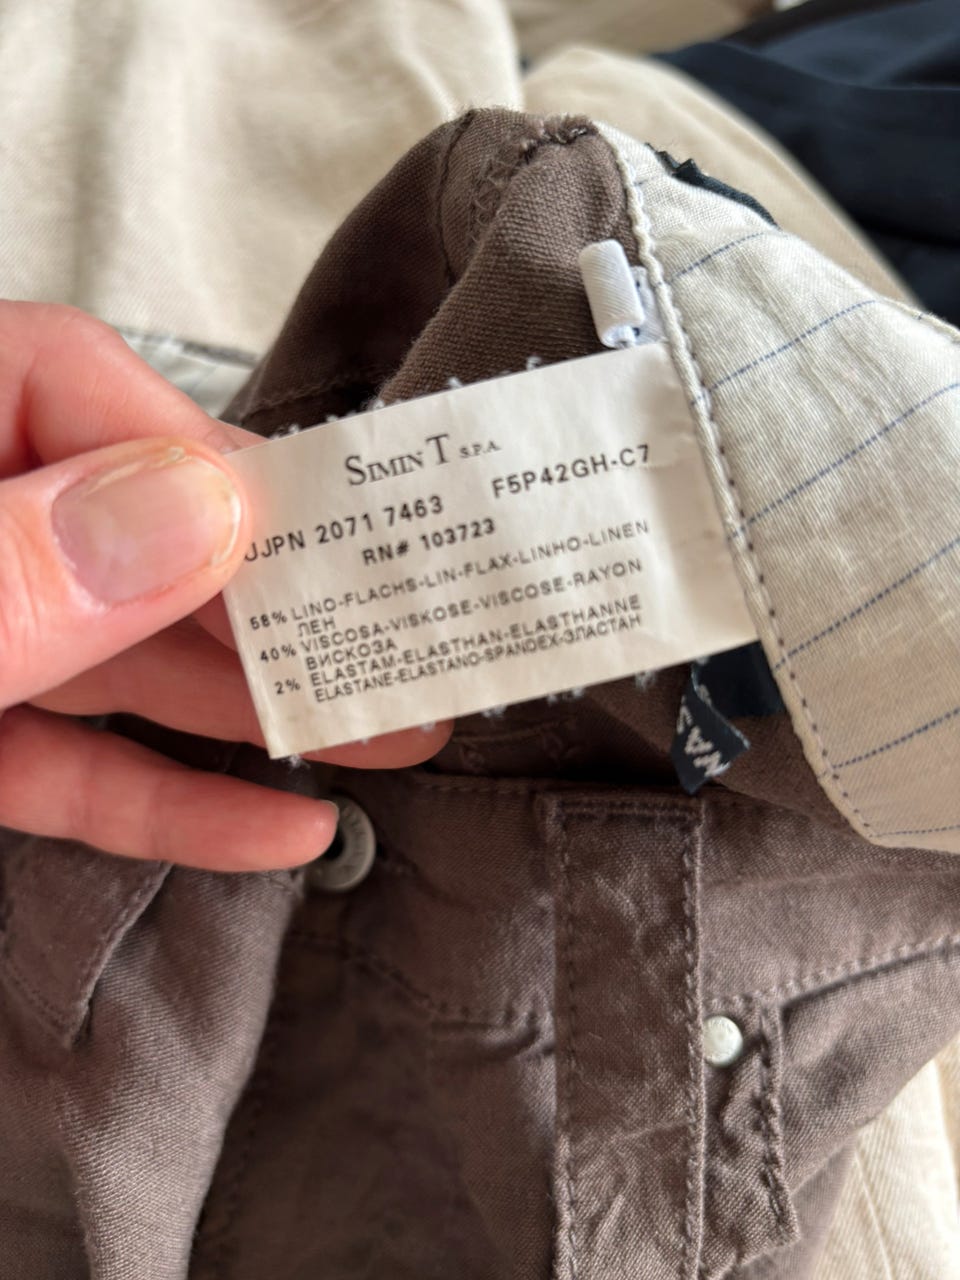 SIMINT S.P.A.
JJPN 2071 7463 F5P42GH-C7
RN# 103723
58% LINO-FLACHS-LIN-FLAX-LINHO-LINEN
ЛЕН
40% VISCOSA-VISKOSE-VISCOSE-RAYON
ВИСКОЗА
2% ELASTAM-ELASTHAN-ELASTHANNE
ELASTANE-ELASTANO-SPANDEX-ЭЛАСТАН